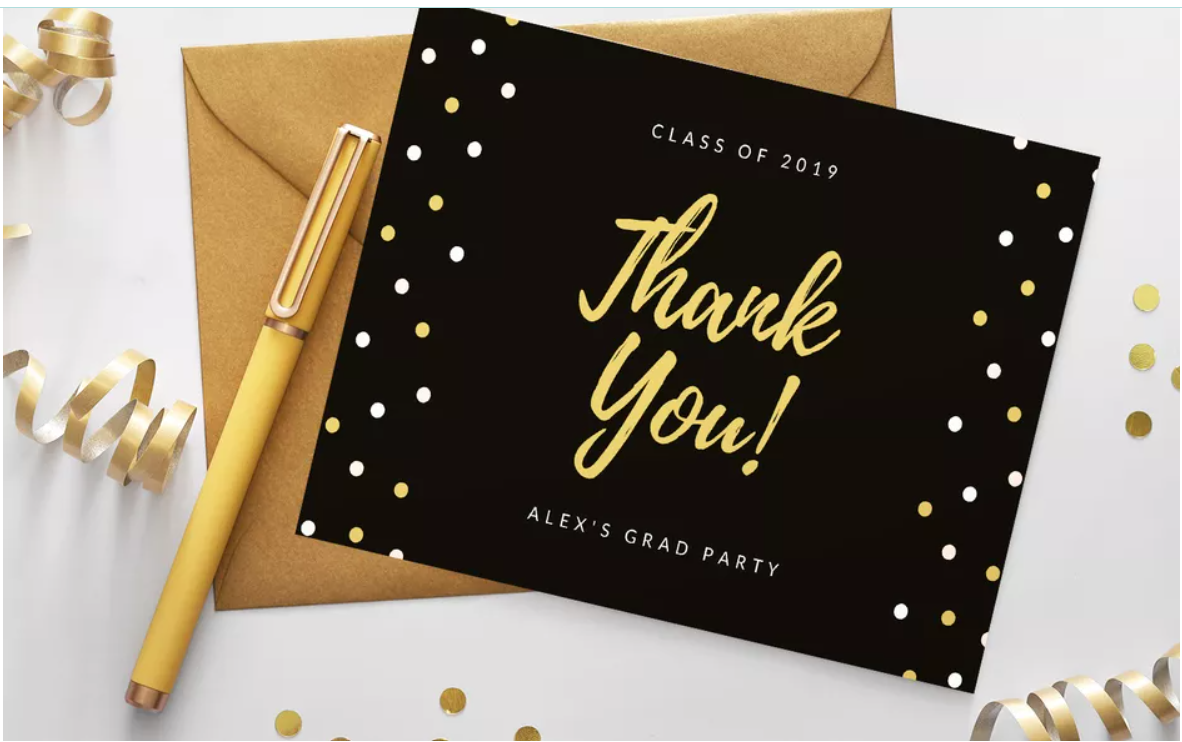 CLASS OF 2019
Thank
You!
ALEX'S GRAD PARTY